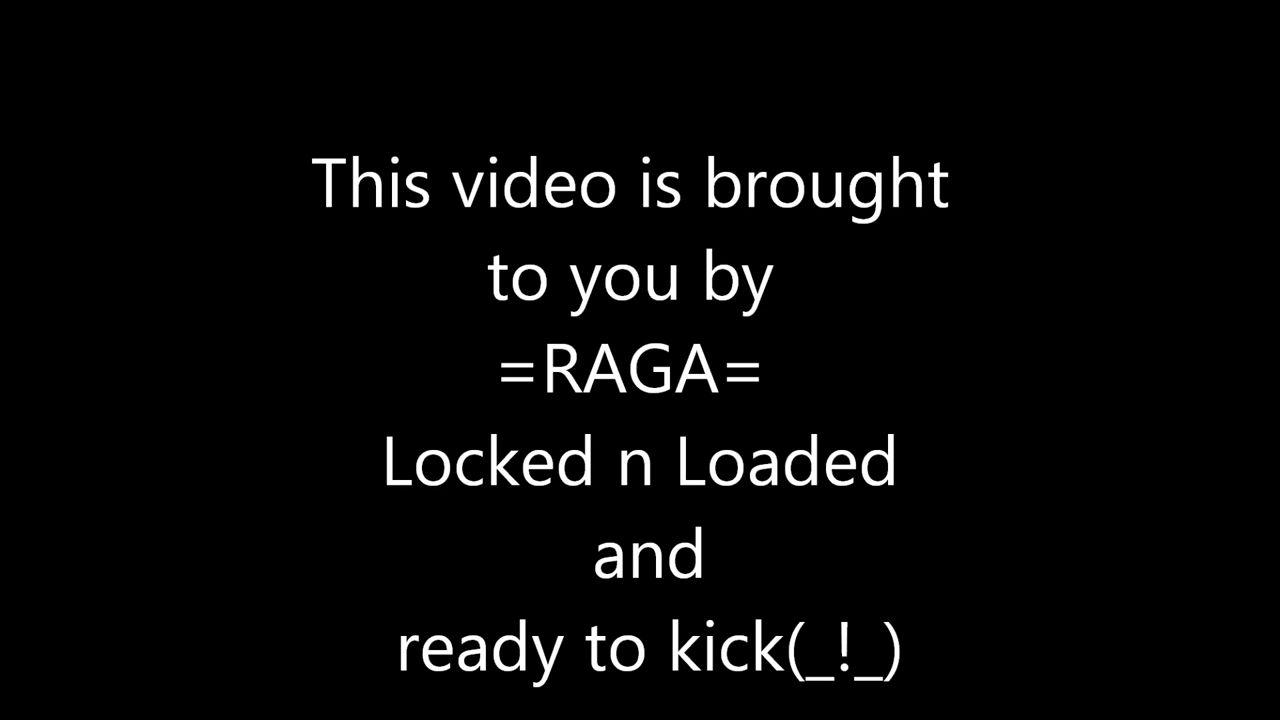 This video is brought
to you by
=RAGA=
Locked n Loaded
and
ready to kick(_!_)